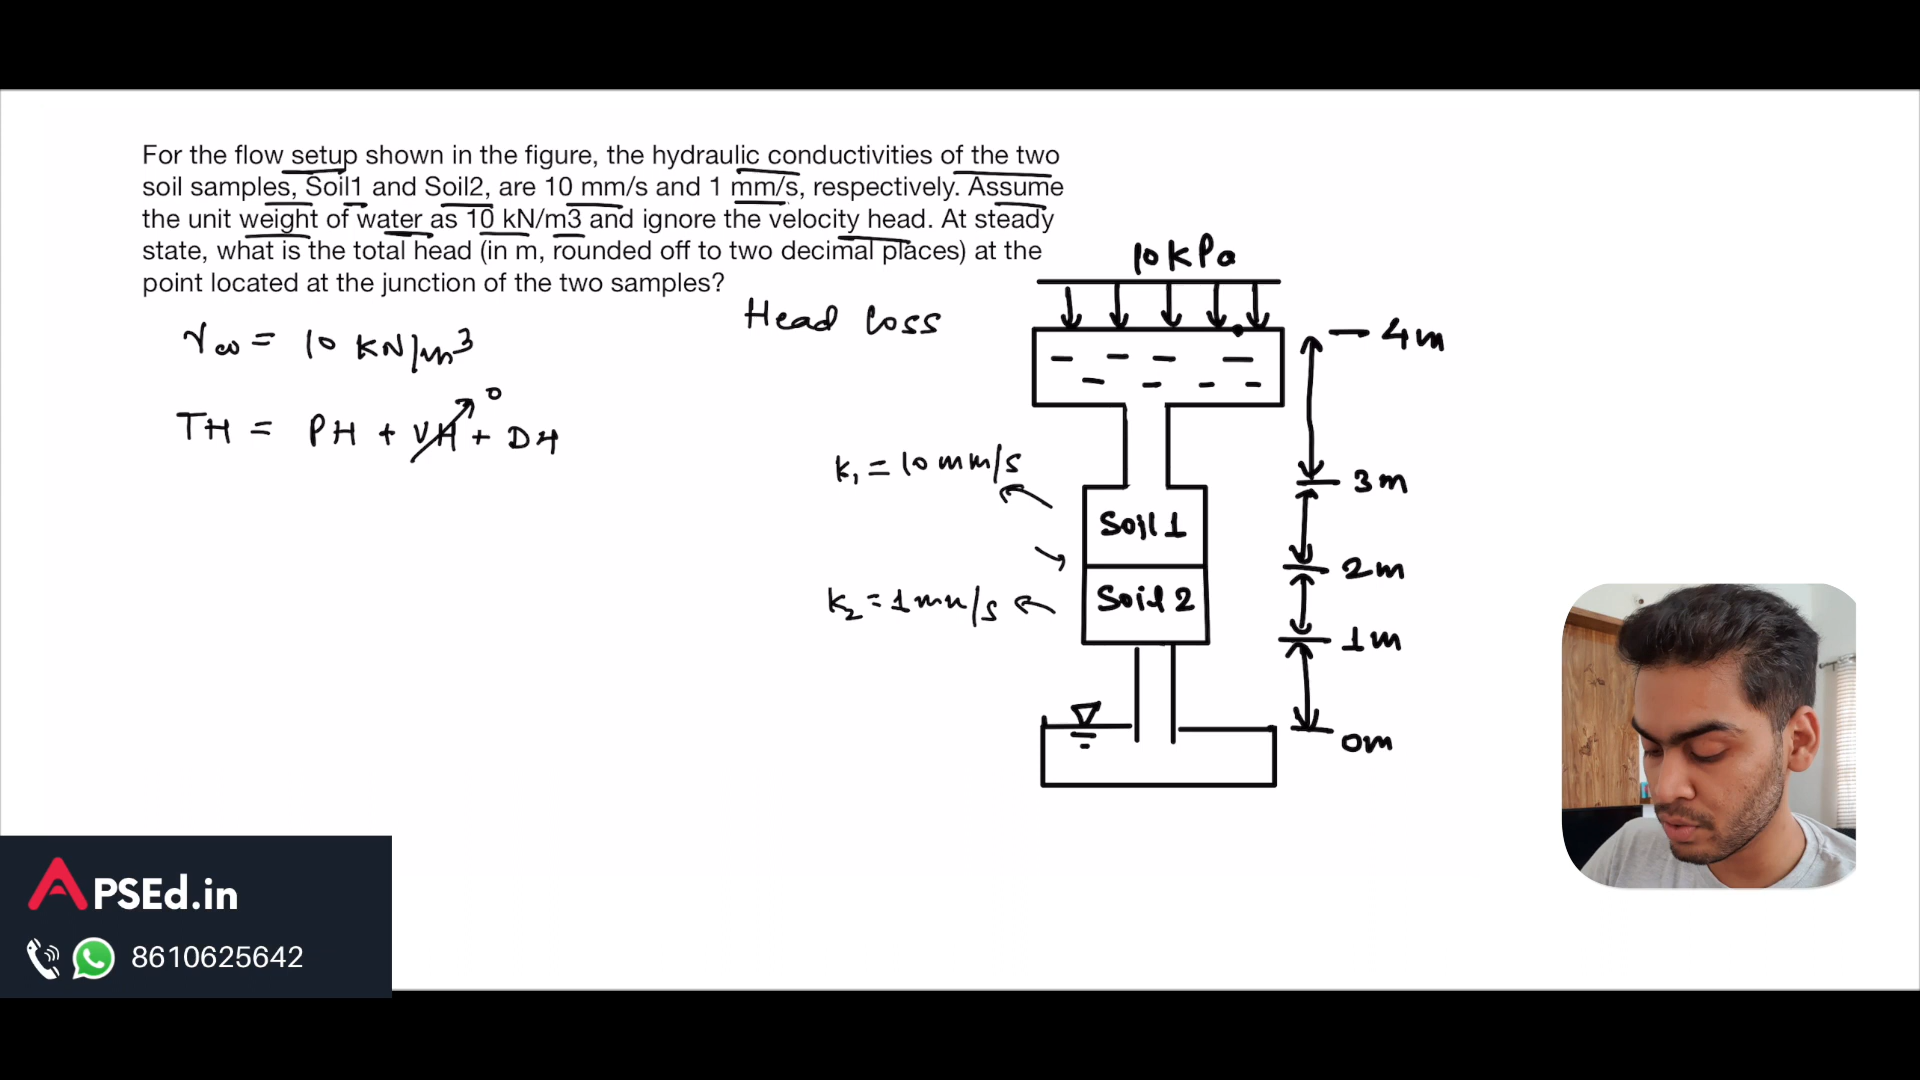 For the flow setup shown in the figure, the hydraulic conductivities of the two
soil samples, Soil1 and Soil2, are 10 mm/s and 1 mm/s, respectively. Assume
the unit weight of water as 10 kN/m3 and ignore the velocity head. At steady
state, what is the total head (in m, rounded off to two decimal places) at the
point located at the junction of the two samples?
10 kPa
Head loss
γω = 10 KN/m³
4m
TH = PH + VH + DH
0
K₁ = 10 mm/s
3m
Soil 1
2m
K₂ = 1 mm/s
Soil 2
1m
0m
APSEd.in
8610625642